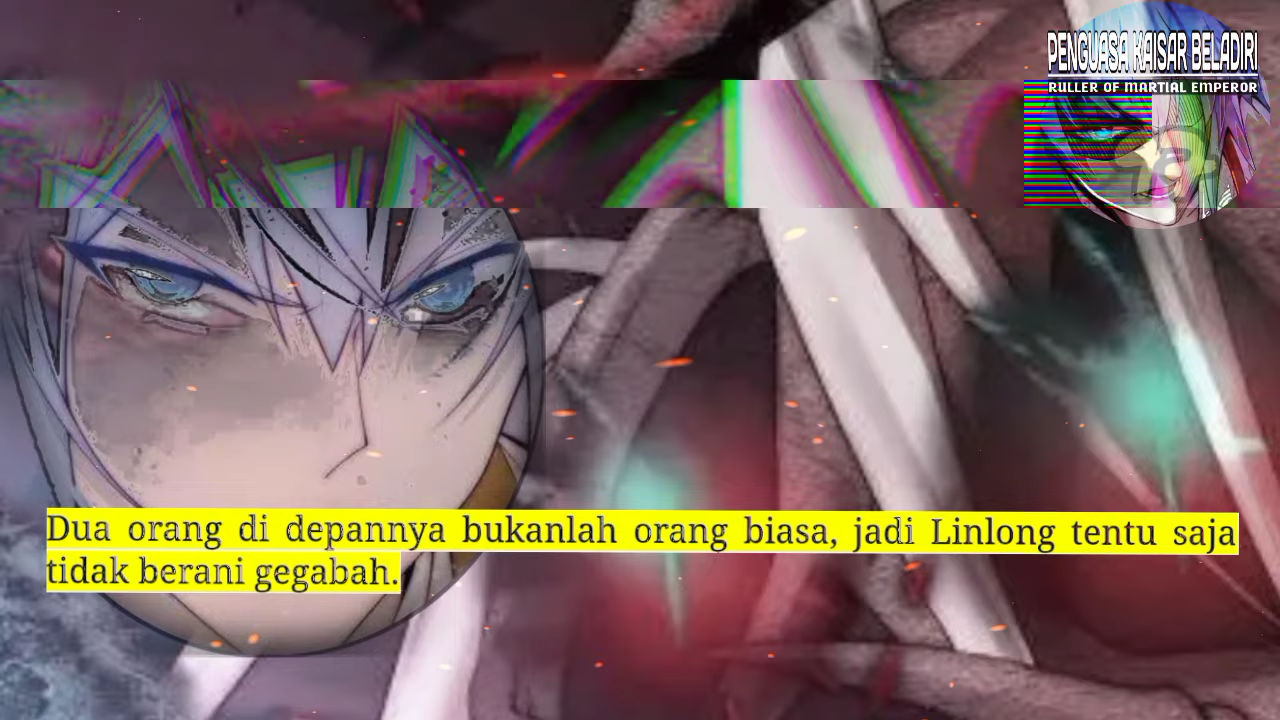 PENGUASA KAISAR BELADIRI
RULLER OF MARTIAL EMPEROR
Dua orang di depannya bukanlah orang biasa, jadi Linlong tentu saja
tidak berani gegabah.